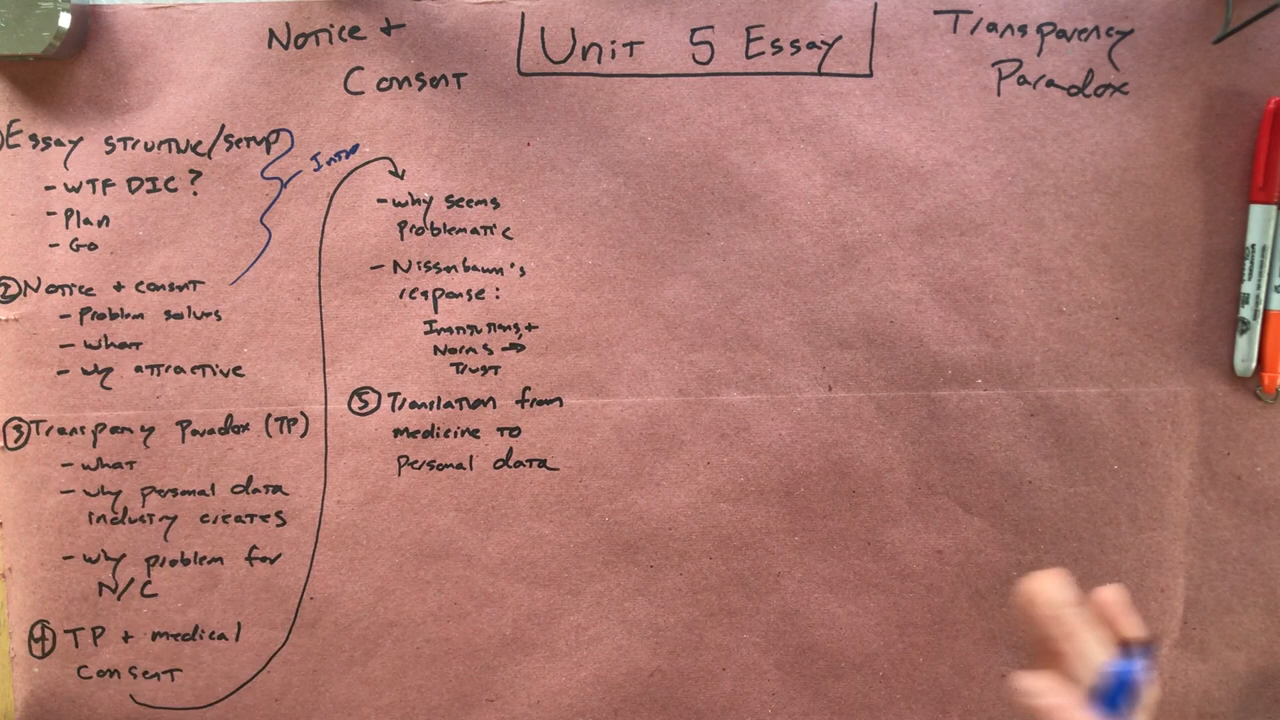 Notice +
Consent
Unit 5 Essay
Transparency
Paradox
Essay structure/setup
- WTF DIC?
- Plan
- Go
Intro
② Notice + consent
- Problem solves
- what
- why attractive
③ Transpancy Paradox (TP)
- what
- why personal data
industry creates
- why problem for
N/C
④ TP + medical
Consent
- why seems
problematic
- Nissenbaum's
response:
Institutions +
Norms →
Trust
⑤ Translation from
medicine to
personal data